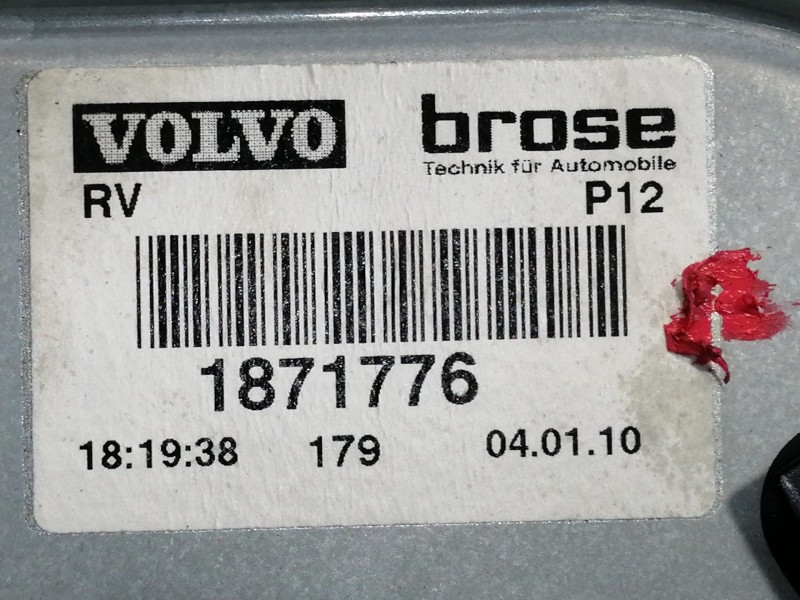 VOLVO brose
Technik für Automobile
RV P12
1871776
18:19:38 179 04.01.10